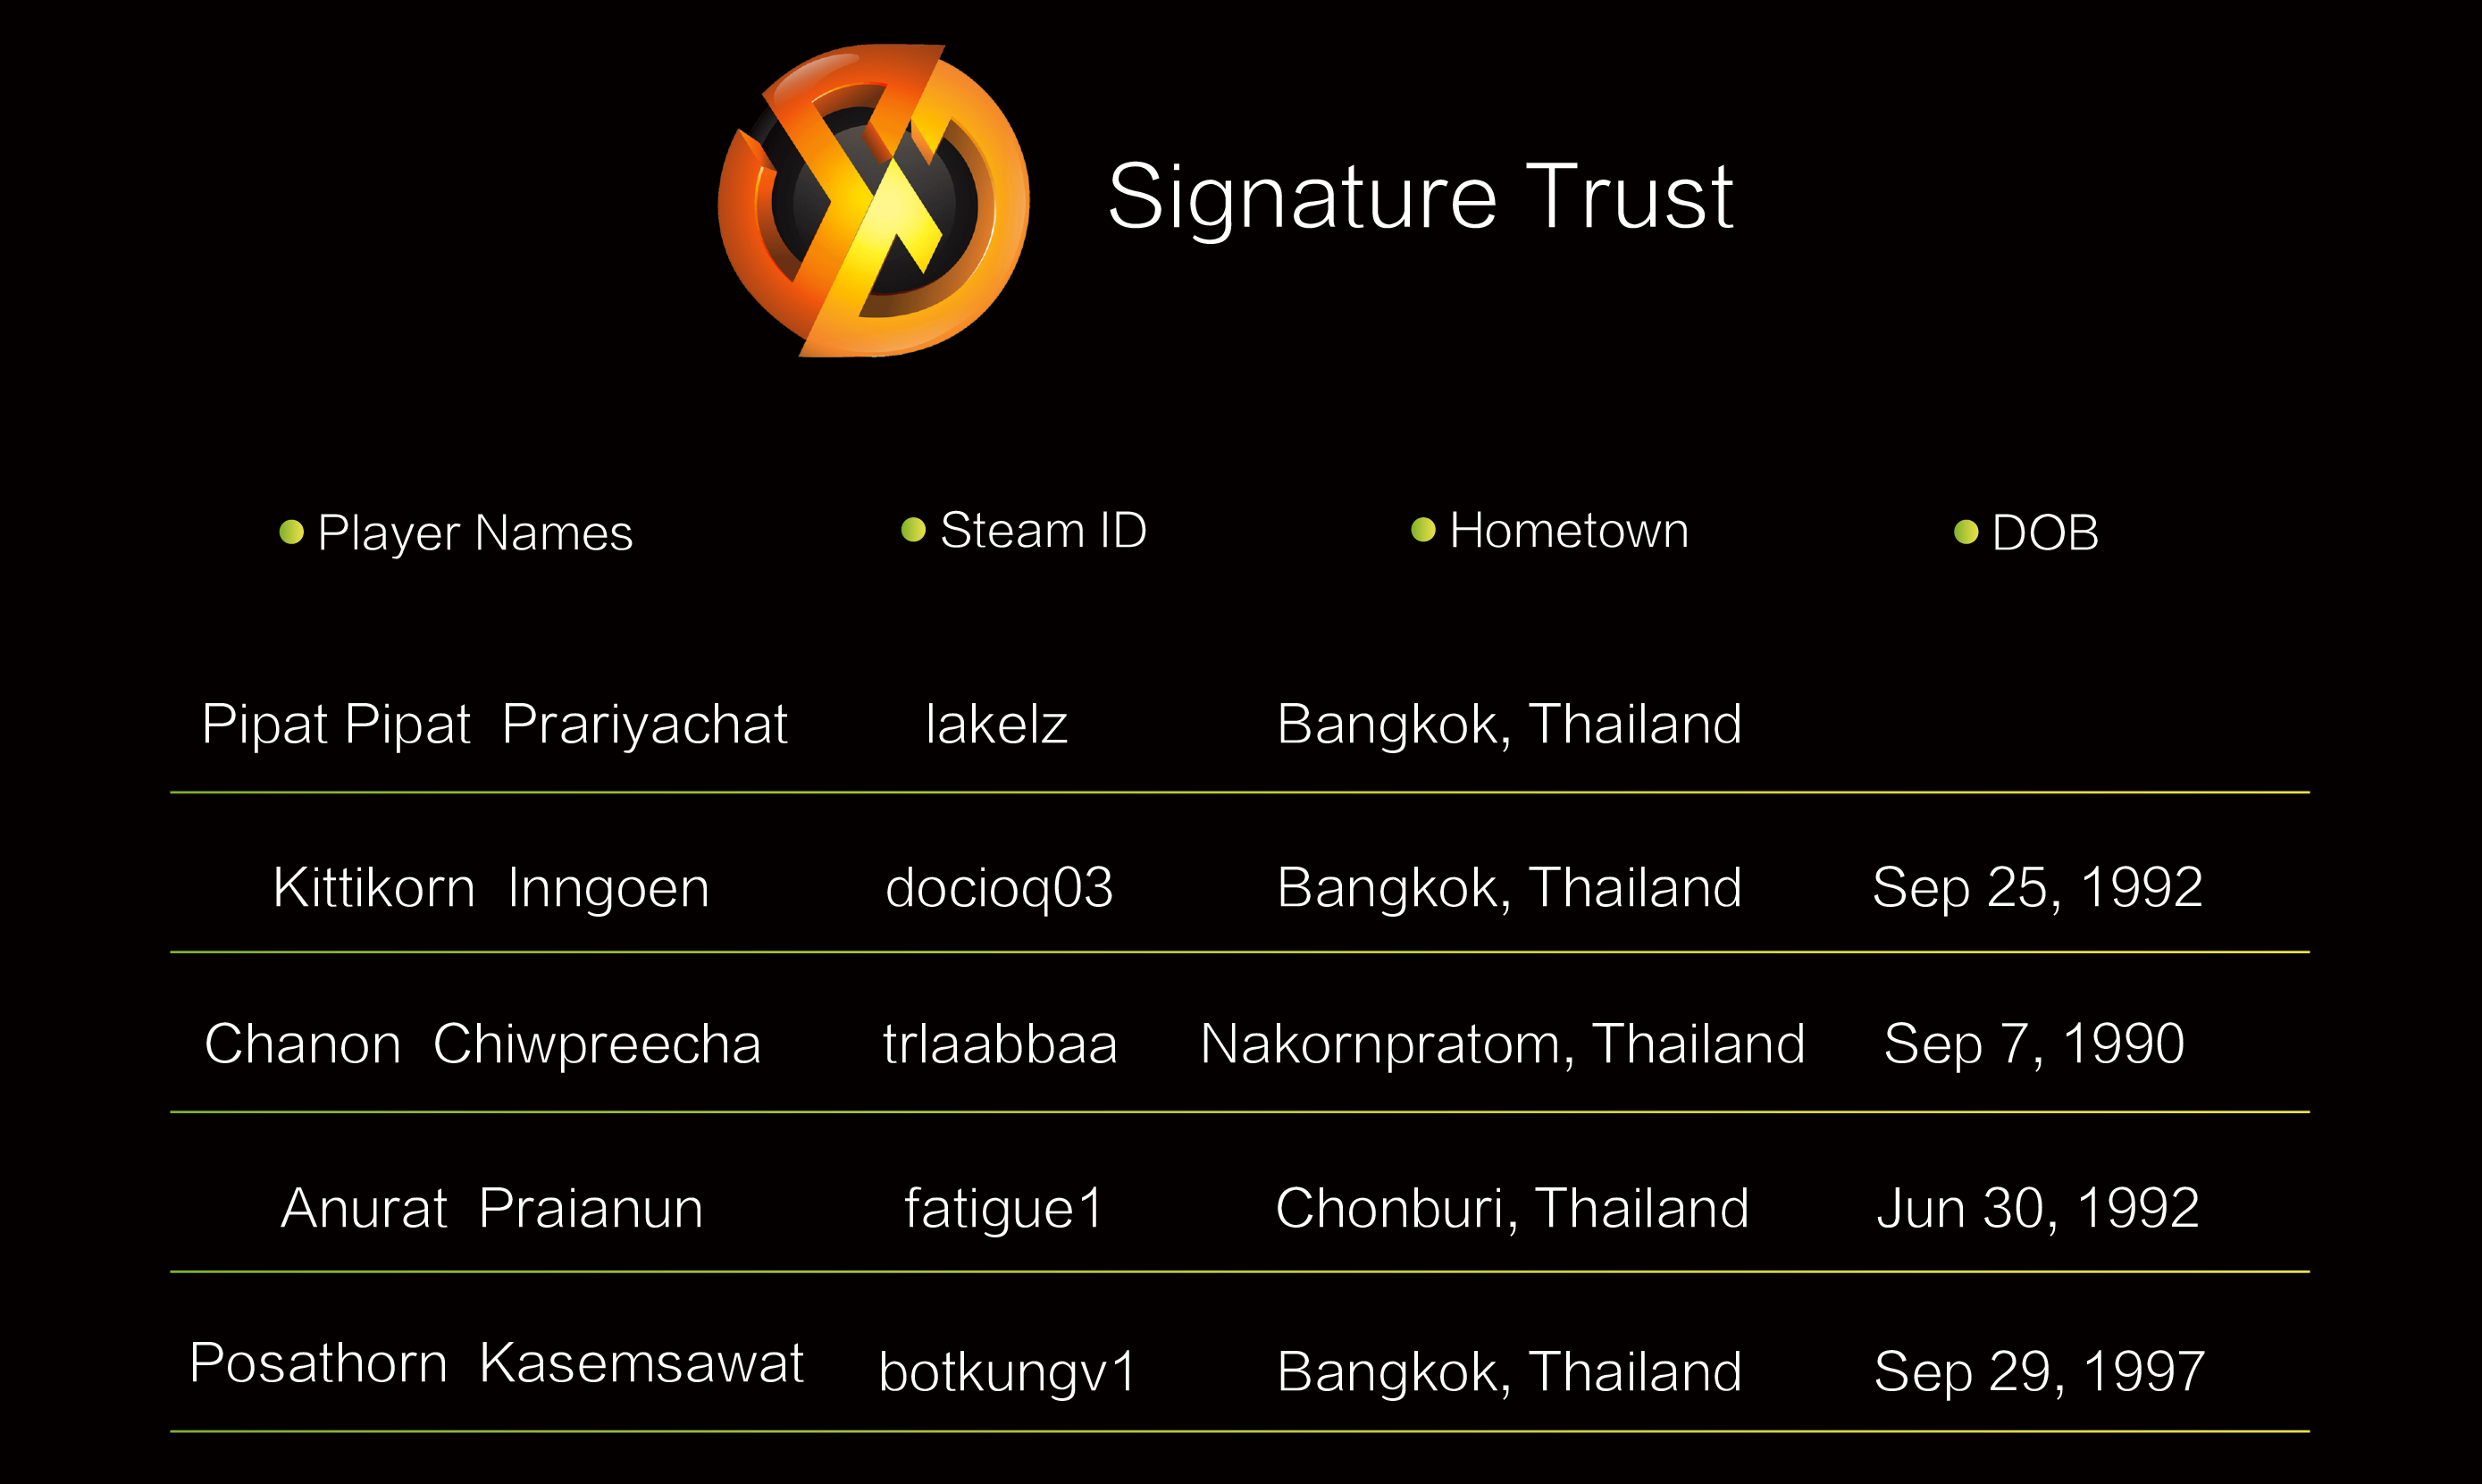 Signature Trust
Player Names Steam ID Hometown DOB
Pipat Pipat Prariyachat lakelz Bangkok, Thailand
Kittikorn Inngoen docioq03 Bangkok, Thailand Sep 25, 1992
Chanon Chiwpreecha trlaabbaa Nakornpratom, Thailand Sep 7, 1990
Anurat Praianun fatigue1 Chonburi, Thailand Jun 30, 1992
Posathorn Kasemsawat botkungv1 Bangkok, Thailand Sep 29, 1997